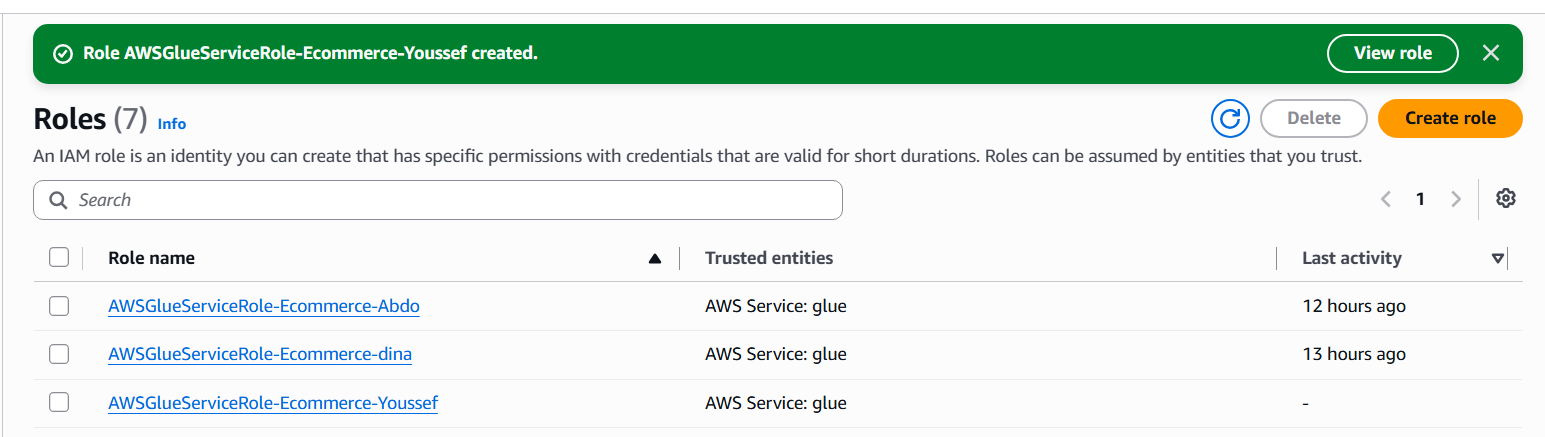 Role AWSGlueServiceRole-Ecommerce-Youssef created.
View role
Roles (7) Info
Delete
Create role
An IAM role is an identity you can create that has specific permissions with credentials that are valid for short durations. Roles can be assumed by entities that you trust.
Search
1
Role name Trusted entities Last activity
AWSGlueServiceRole-Ecommerce-Abdo AWS Service: glue 12 hours ago
AWSGlueServiceRole-Ecommerce-dina AWS Service: glue 13 hours ago
AWSGlueServiceRole-Ecommerce-Youssef AWS Service: glue -